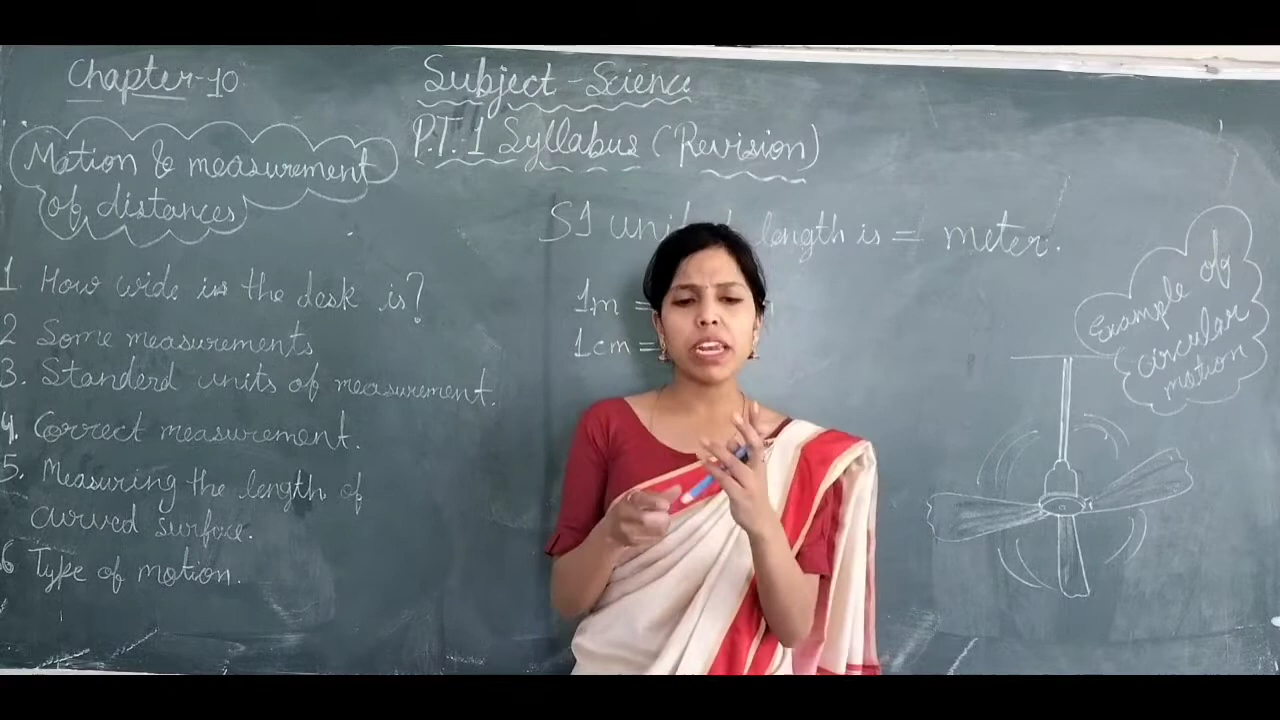 Chapter-10
Motion & measurement
of distances
1. How wide is the desk is?
2 Some measurements
3. Standerd units of measurement.
4. Correct measurement.
5. Measuring the length of
curved surface.
6 Type of motion.
Subject - Science
P.T.1 Syllabus (Revision)
SI unit length is = meter.
1m =
1cm =
Example of
circular
motion